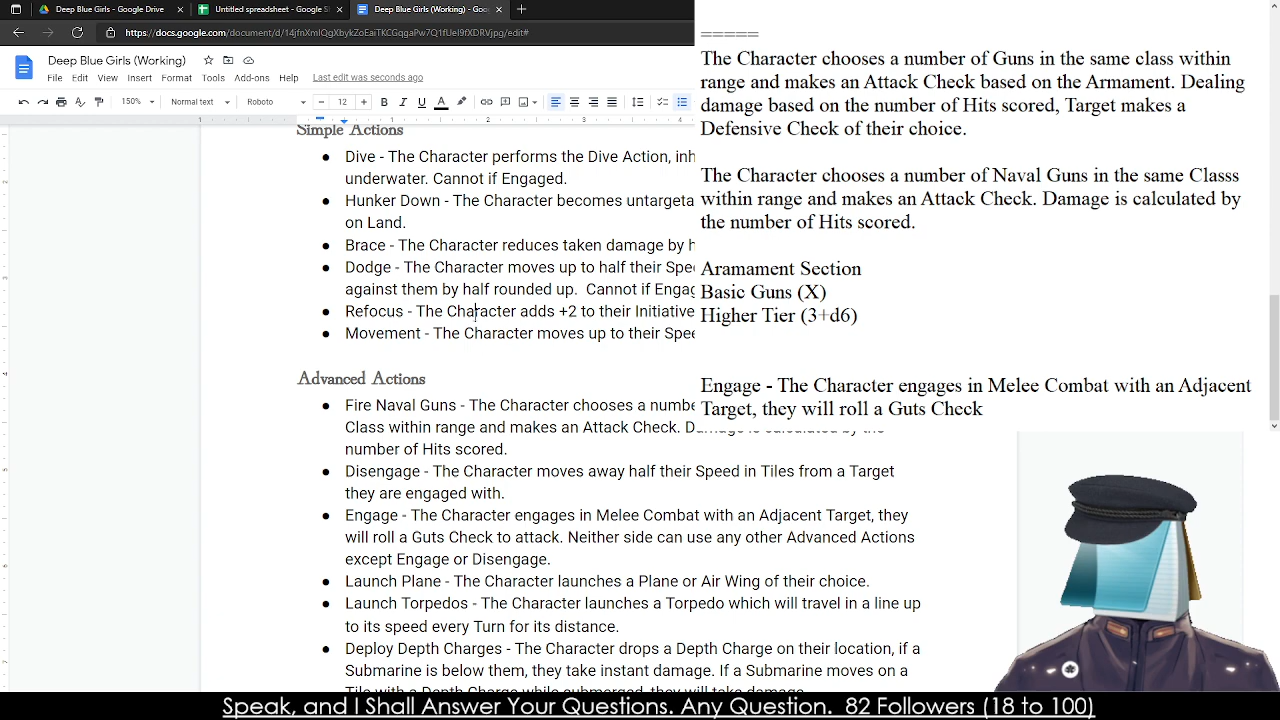 Deep Blue Girls - Google Drive
Untitled spreadsheet - Google S
Deep Blue Girls (Working) - Goo
Deep Blue Girls (Working)
File Edit View Insert Format Tools Add-ons Help Last edit was seconds ago
150% Normal text Roboto 12
Simple Actions
Dive - The Character performs the Dive Action, inh
underwater. Cannot if Engaged.
Hunker Down - The Character becomes untargeta
on Land.
Brace - The Character reduces taken damage by h
Dodge - The Character moves up to half their Spe
against them by half rounded up. Cannot if Engag
Refocus - The Character adds +2 to their Initiative
Movement - The Character moves up to their Spee
Advanced Actions
Fire Naval Guns - The Character chooses a numbe
Class within range and makes an Attack Check. Damage is calculated by the
number of Hits scored.
Disengage - The Character moves away half their Speed in Tiles from a Target
they are engaged with.
Engage - The Character engages in Melee Combat with an Adjacent Target, they
will roll a Guts Check to attack. Neither side can use any other Advanced Actions
except Engage or Disengage.
Launch Plane - The Character launches a Plane or Air Wing of their choice.
Launch Torpedos - The Character launches a Torpedo which will travel in a line up
to its speed every Turn for its distance.
Deploy Depth Charges - The Character drops a Depth Charge on their location, if a
Submarine is below them, they take instant damage. If a Submarine moves on a
Tile with a Depth Charge while submerged, they will take damage.
=====
The Character chooses a number of Guns in the same class within
range and makes an Attack Check based on the Armament. Dealing
damage based on the number of Hits scored, Target makes a
Defensive Check of their choice.
The Character chooses a number of Naval Guns in the same Classs
within range and makes an Attack Check. Damage is calculated by
the number of Hits scored.
Aramament Section
Basic Guns (X)
Higher Tier (3+d6)
Engage - The Character engages in Melee Combat with an Adjacent
Target, they will roll a Guts Check
Speak, and I Shall Answer Your Questions. Any Question. 82 Followers (18 to 100)